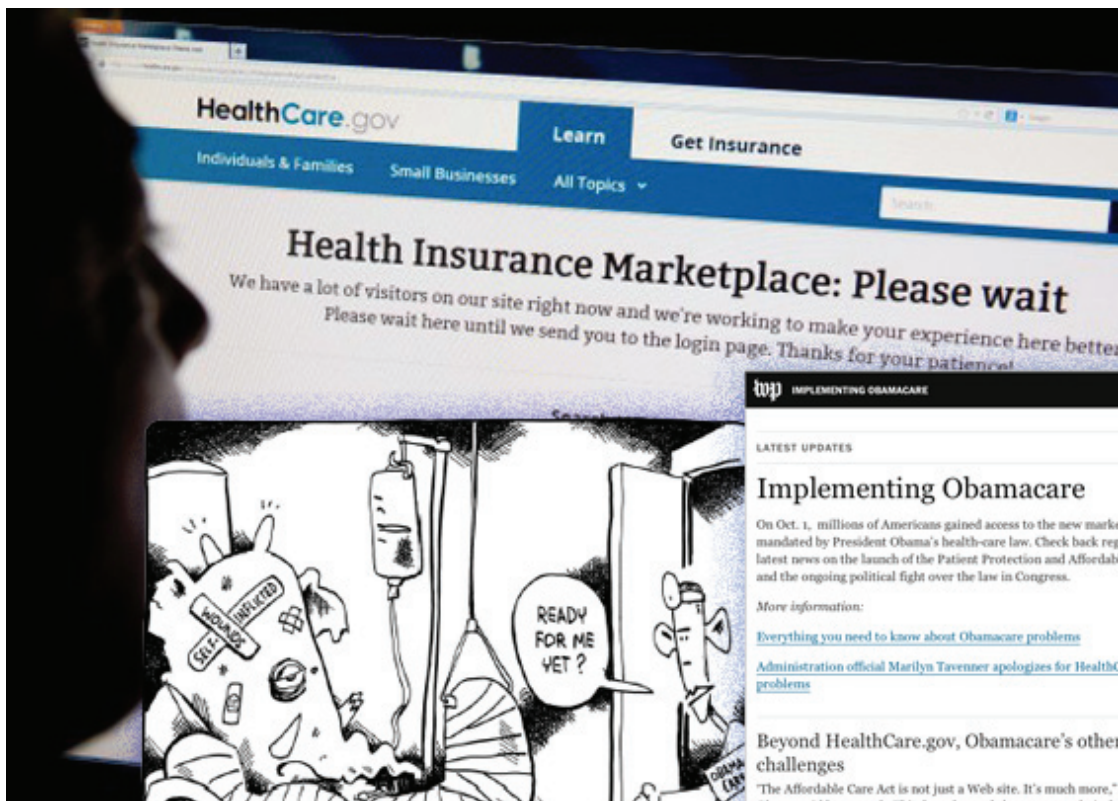 HealthCare.gov
Learn
Get Insurance
Individuals & Families
Small Businesses
All Topics
Search
Health Insurance Marketplace: Please wait
We have a lot of visitors on our site right now and we're working to make your experience here better
Please wait here until we send you to the login page. Thanks for your patience!
WOUNDS
SELF-INFLICTED
READY
FOR ME
YET?
OBAMA
CARE
wp IMPLEMENTING OBAMACARE
LATEST UPDATES
Implementing Obamacare
On Oct. 1, millions of Americans gained access to the new
mandated by President Obama's health-care law. Check back
latest news on the launch of the Patient Protection and
and the ongoing political fight over the law in Congress.
More information:
Everything you need to know about Obamacare problems
Administration official Marilyn Tavenner apologizes for
problems
Beyond HealthCare.gov, Obamacare's other
challenges
'The Affordable Care Act is not just a Web site. It's much more,"